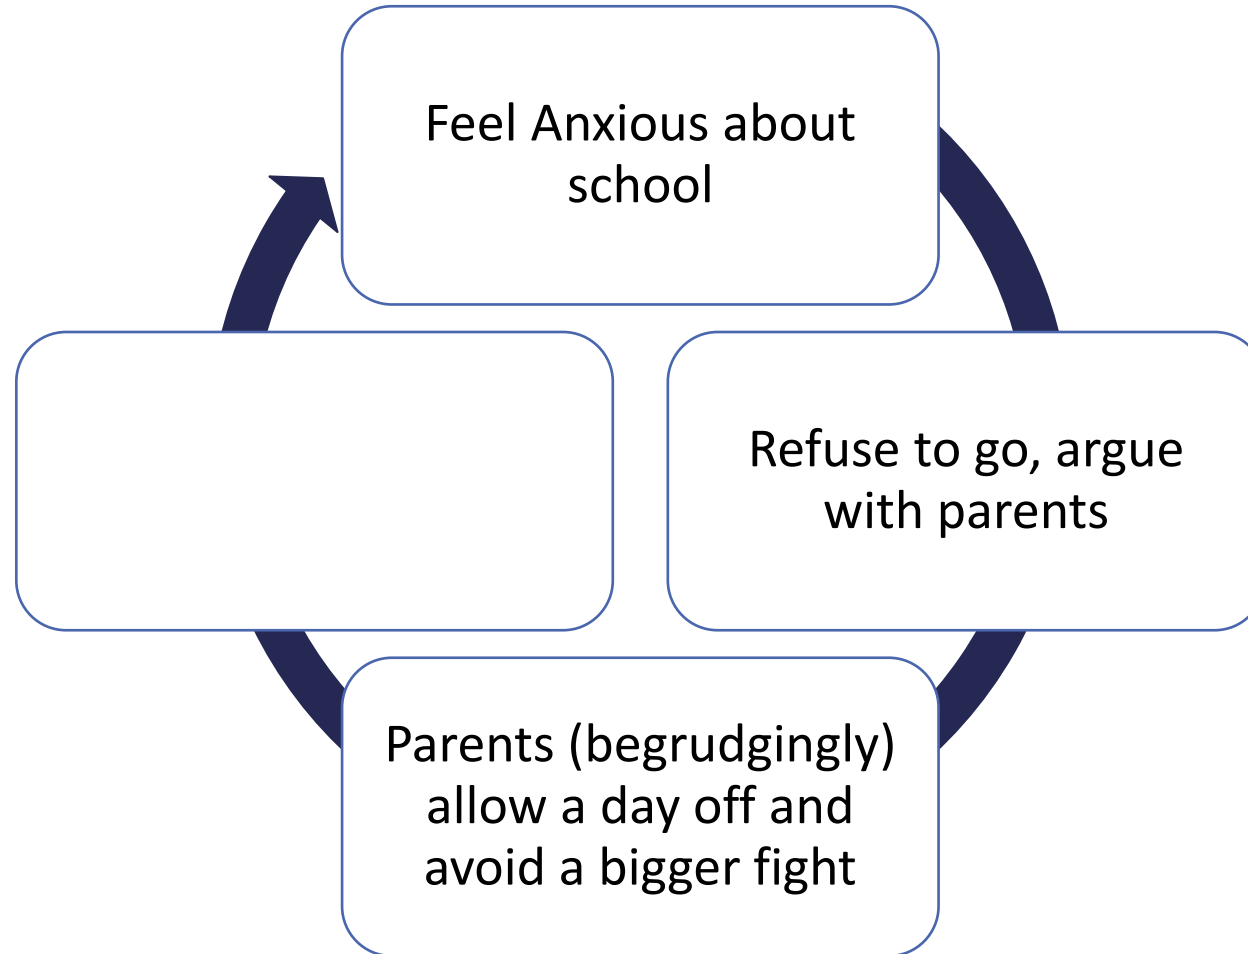 Feel Anxious about
school
Refuse to go, argue
with parents
Parents (begrudgingly)
allow a day off and
avoid a bigger fight